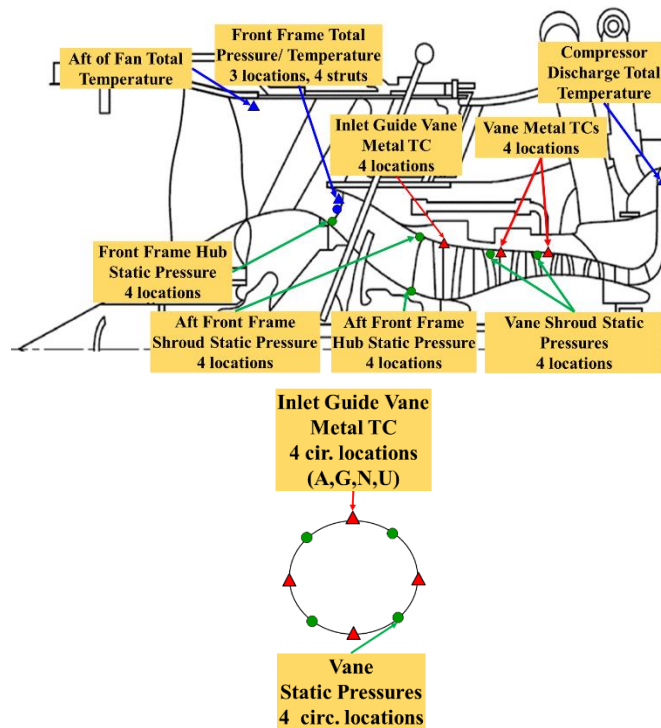 Aft of Fan Total
Temperature
Front Frame Total
Pressure/ Temperature
3 locations, 4 struts
Compressor
Discharge Total
Temperature
Inlet Guide Vane
Metal TC
4 locations
Vane Metal TCs
4 locations
Front Frame Hub
Static Pressure
4 locations
Aft Front Frame
Shroud Static Pressure
4 locations
Aft Front Frame
Hub Static Pressure
4 locations
Vane Shroud Static
Pressures
4 locations
Inlet Guide Vane
Metal TC
4 cir. locations
(A,G,N,U)
Vane
Static Pressures
4 circ. locations